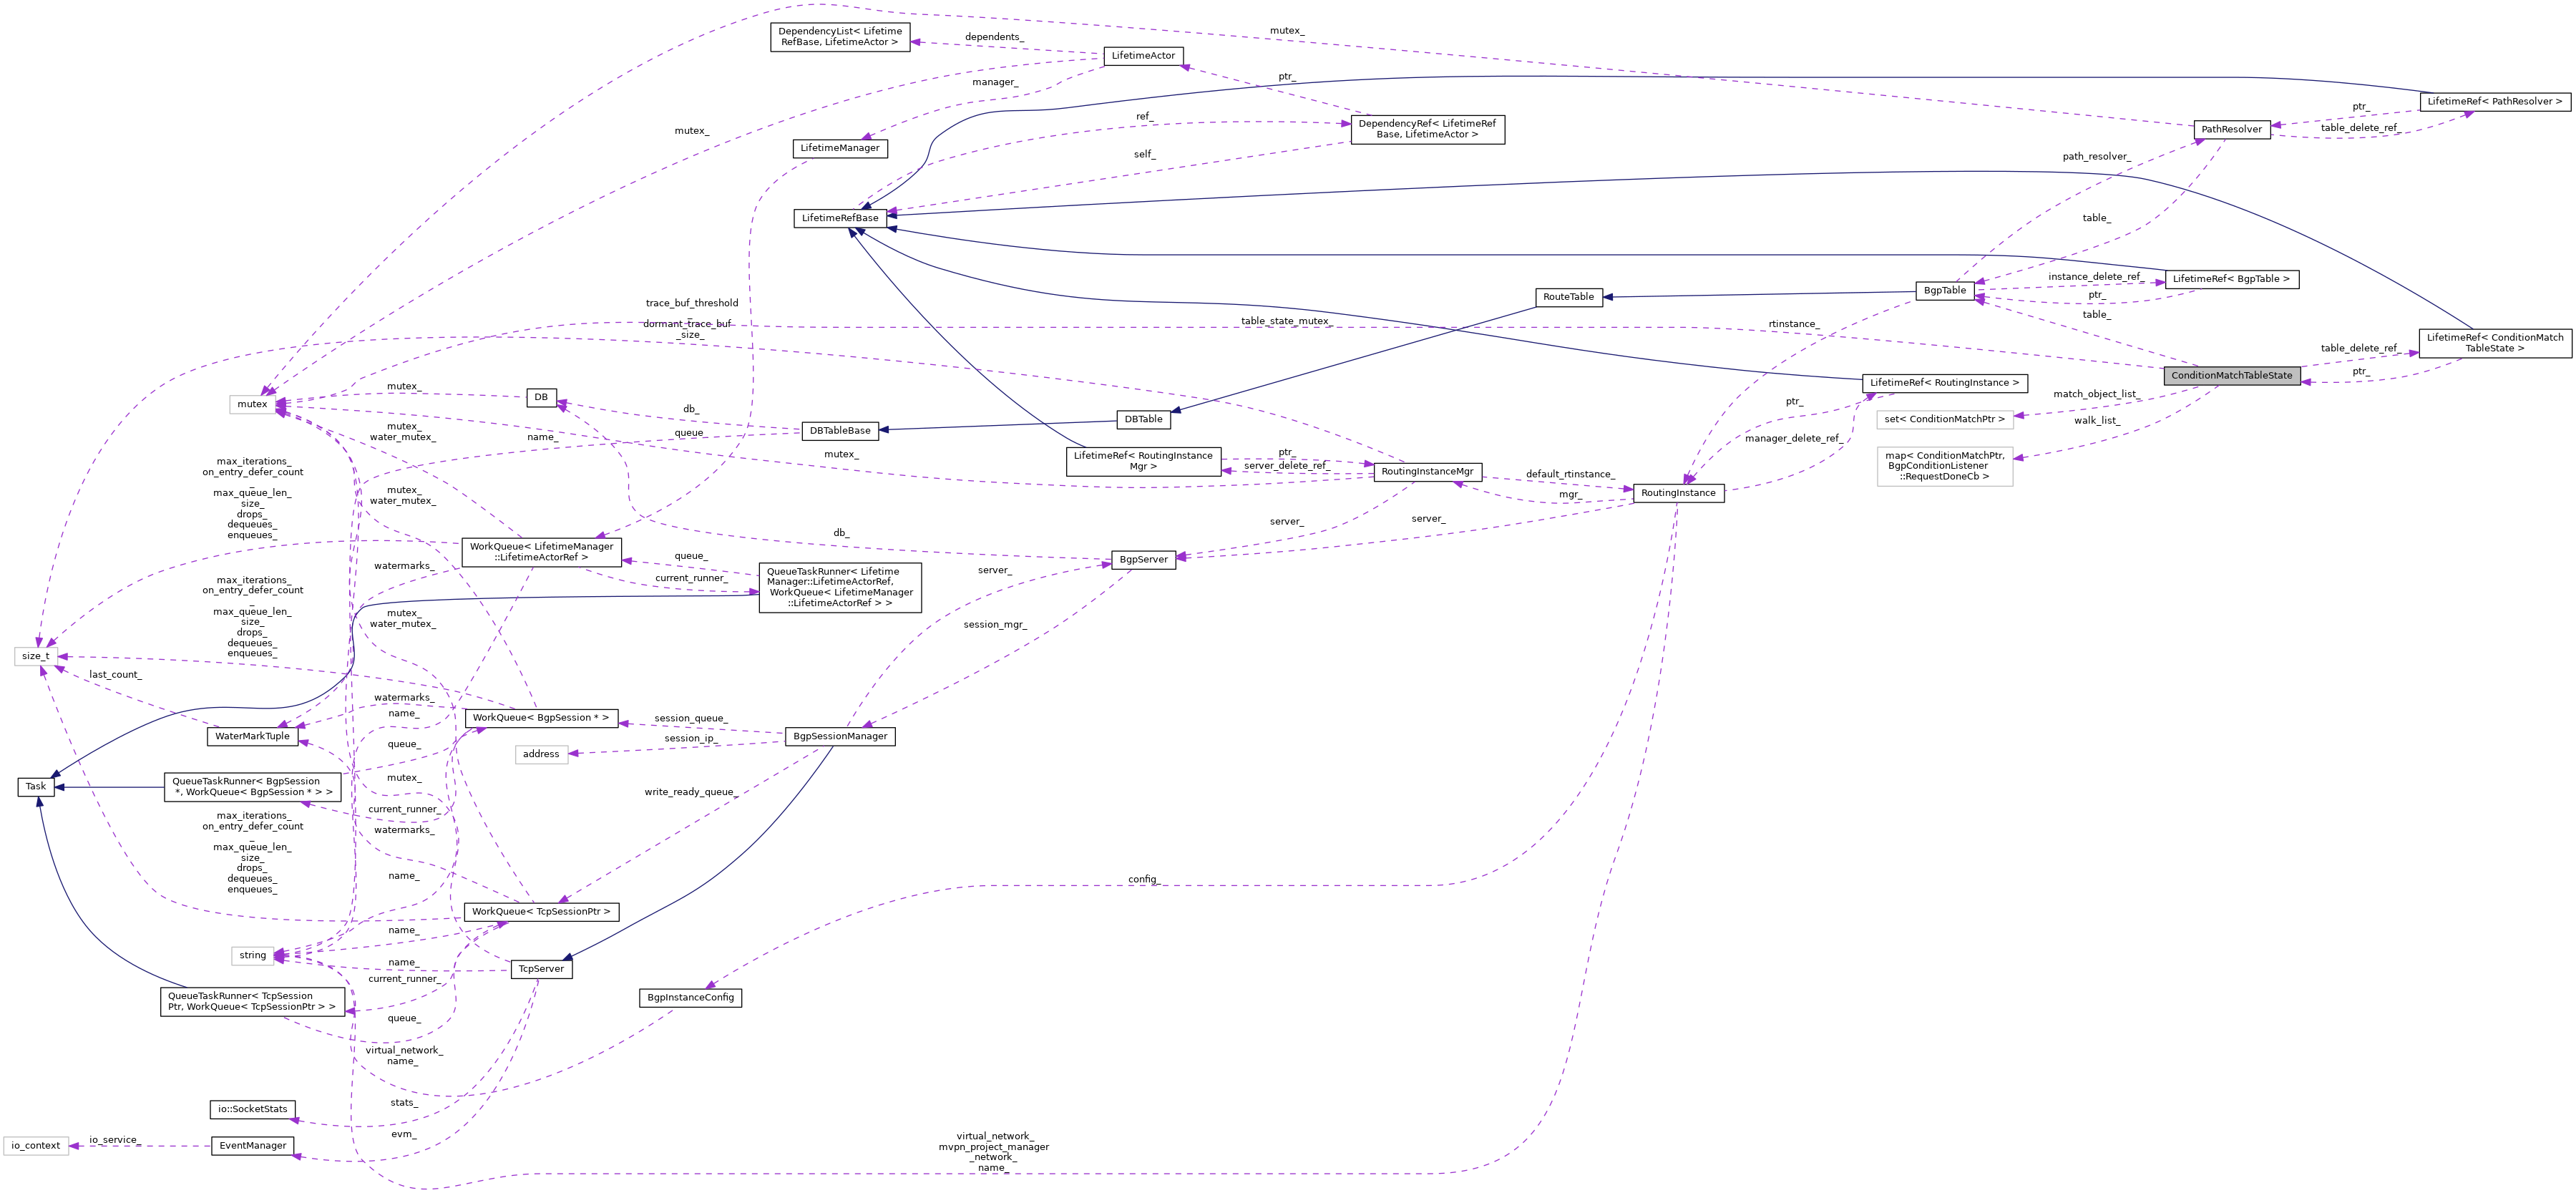 mutex_
DependencyList< Lifetime
RefBase, LifetimeActor >
dependents_
LifetimeActor
manager_
ptr_
LifetimeRef< PathResolver >
ptr_
table_delete_ref_
PathResolver
mutex_
ref_
DependencyRef< LifetimeRef
Base, LifetimeActor >
LifetimeManager
self_
path_resolver_
LifetimeRefBase
table_
instance_delete_ref_
LifetimeRef< BgpTable >
ptr_
BgpTable
RouteTable
trace_buf_threshold
_
dormant_trace_buf
_size_
table_state_mutex_
rtinstance_
table_
LifetimeRef< ConditionMatch
TableState >
table_delete_ref_
ptr_
ConditionMatchTableState
LifetimeRef< RoutingInstance >
match_object_list_
set< ConditionMatchPtr >
walk_list_
map< ConditionMatchPtr,
BgpConditionListener
::RequestDoneCb >
mutex
mutex_
DB
db_
ptr_
DBTable
DBTableBase
queue_
name_
mutex_
water_mutex_
mutex_
manager_delete_ref_
LifetimeRef< RoutingInstance
Mgr >
ptr_
server_delete_ref_
RoutingInstanceMgr
default_rtinstance_
mgr_
RoutingInstance
max_iterations_
on_entry_defer_count
_
max_queue_len_
size_
drops_
dequeues_
enqueues_
mutex_
water_mutex_
server_
server_
db_
WorkQueue< LifetimeManager
::LifetimeActorRef >
watermarks_
queue_
current_runner_
QueueTaskRunner< Lifetime
Manager::LifetimeActorRef,
WorkQueue< LifetimeManager
::LifetimeActorRef > >
server_
BgpServer
max_iterations_
on_entry_defer_count
_
max_queue_len_
size_
drops_
dequeues_
enqueues_
mutex_
water_mutex_
session_mgr_
size_t
last_count_
watermarks_
name_
WorkQueue< BgpSession * >
session_queue_
session_ip_
BgpSessionManager
WaterMarkTuple
queue_
address
Task
QueueTaskRunner< BgpSession
*, WorkQueue< BgpSession * > >
mutex_
write_ready_queue_
current_runner_
watermarks_
max_iterations_
on_entry_defer_count
_
max_queue_len_
size_
drops_
dequeues_
enqueues_
name_
config_
WorkQueue< TcpSessionPtr >
name_
string
name_
TcpServer
current_runner_
QueueTaskRunner< TcpSession
Ptr, WorkQueue< TcpSessionPtr > >
BgpInstanceConfig
queue_
virtual_network_
name_
io::SocketStats
stats_
evm_
io_context
io_service_
EventManager
virtual_network_
mvpn_project_manager
_network_
name_